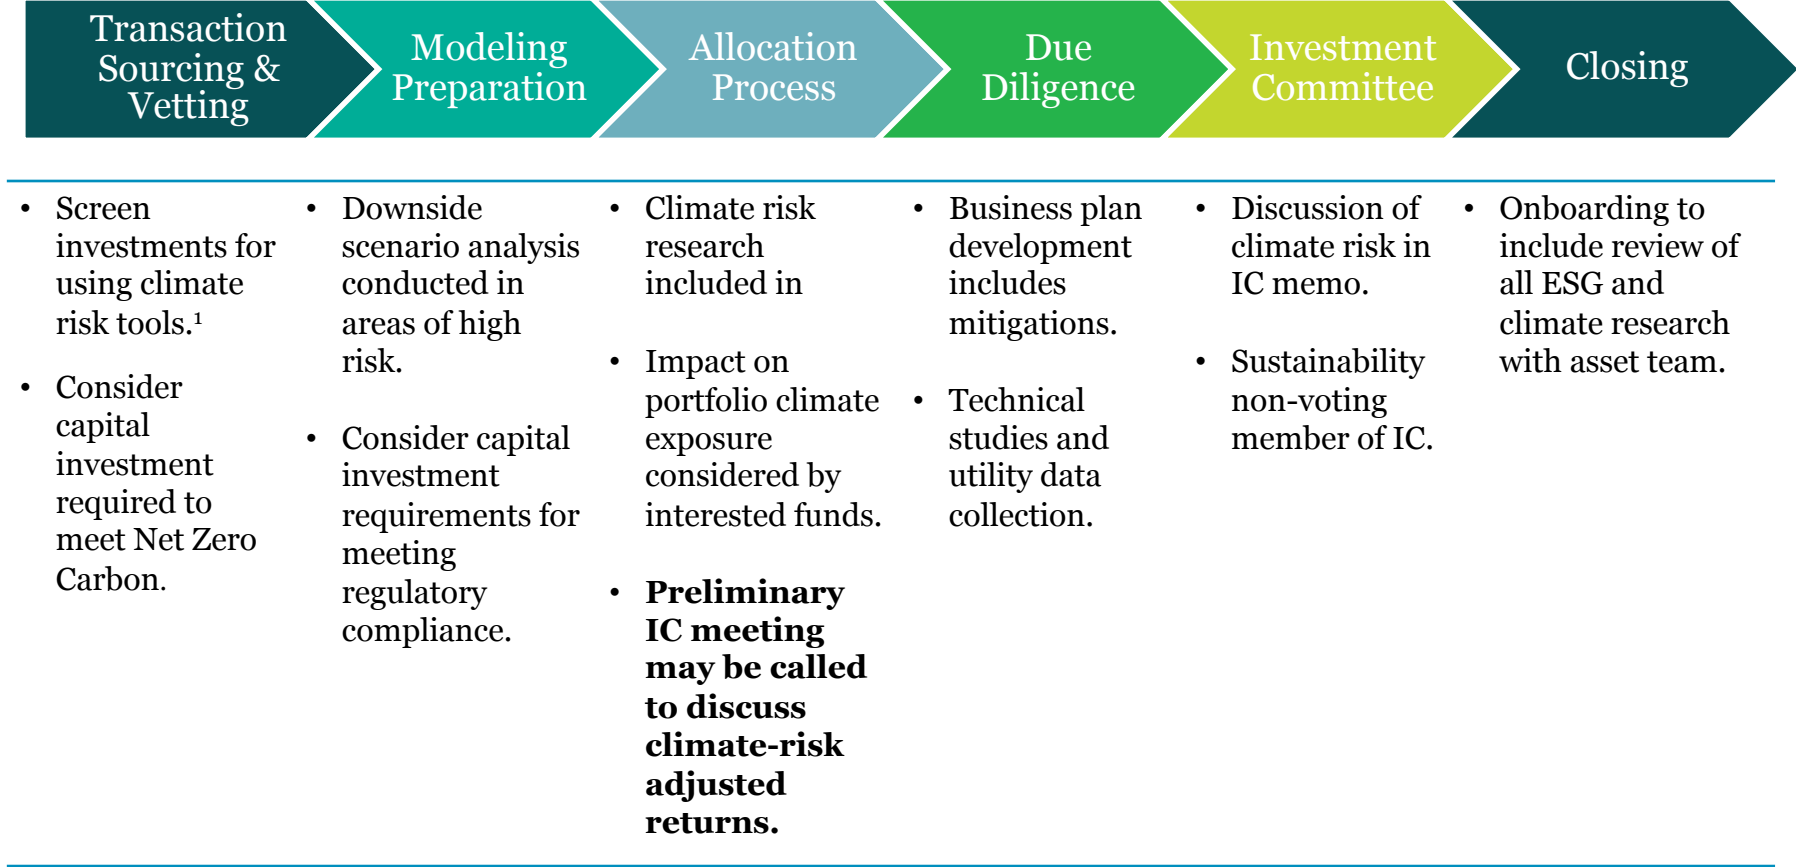 Transaction
Sourcing &
Vetting
Modeling
Preparation
Allocation
Process
Due
Diligence
Investment
Committee
Closing
• Screen
investments for
using climate
risk tools.¹
• Consider
capital
investment
required to
meet Net Zero
Carbon.
• Downside
scenario analysis
conducted in
areas of high
risk.
• Consider capital
investment
requirements for
meeting
regulatory
compliance.
• Climate risk
research
included in
• Impact on
portfolio climate
exposure
considered by
interested funds.
• Preliminary
IC meeting
may be called
to discuss
climate-risk
adjusted
returns.
• Business plan
development
includes
mitigations.
• Technical
studies and
utility data
collection.
• Discussion of
climate risk in
IC memo.
• Sustainability
non-voting
member of IC.
• Onboarding to
include review of
all ESG and
climate research
with asset team.